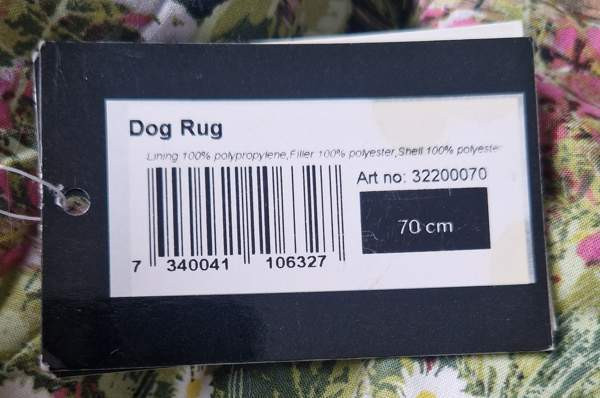 Dog Rug
Lining 100% polypropylene,Filler 100% polyester,Shell 100% polyester
Art no: 32200070
70 cm
7 340041 106327